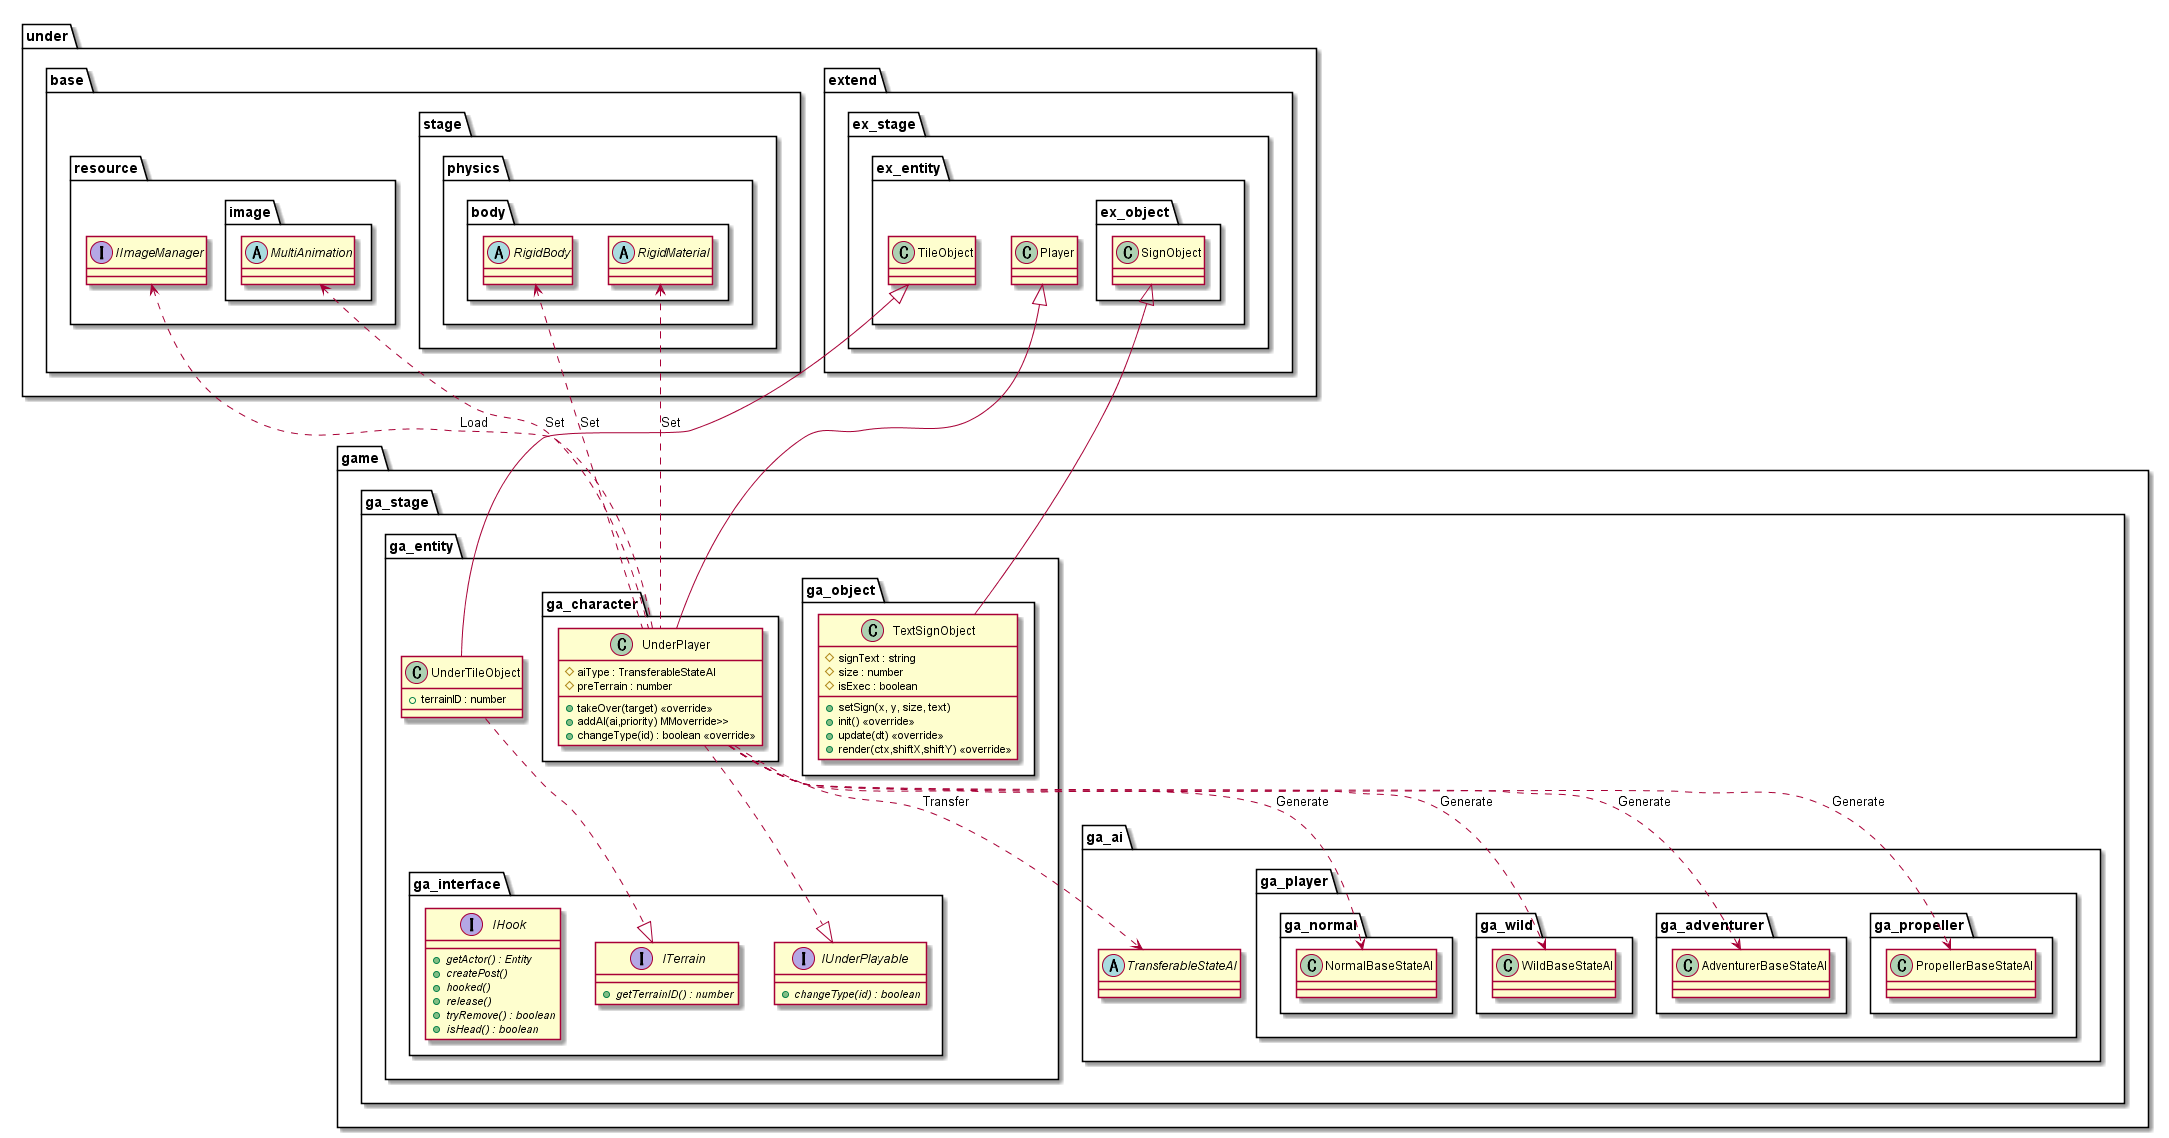 under
base
extend
stage
ex_stage
resource
physics
ex_entity
image
body
ex_object
I IImageManager
A MultiAnimation
A RigidBody
A RigidMaterial
C TileObject
C Player
C SignObject
Load
Set
Set
Set
game
ga_stage
ga_entity
ga_character
ga_object
C UnderTileObject
terrainID : number
C UnderPlayer
aiType : TransferableStateAI
preTerrain : number
takeOver(target) «override»
addAI(ai,priority) MMoverride>>
changeType(id) : boolean «override»
C TextSignObject
signText : string
size : number
isExec : boolean
setSign(x, y, size, text)
init() «override»
update(dt) «override»
render(ctx,shiftX,shiftY) «override»
Transfer
Generate
Generate
Generate
Generate
ga_interface
I IHook
getActor() : Entity
createPost()
hooked()
release()
tryRemove() : boolean
isHead() : boolean
I ITerrain
getTerrainID() : number
I IUnderPlayable
changeType(id) : boolean
ga_ai
ga_player
ga_normal
ga_wild
ga_adventurer
ga_propeller
A TransferableStateAI
C NormalBaseStateAI
C WildBaseStateAI
C AdventurerBaseStateAI
C PropellerBaseStateAI